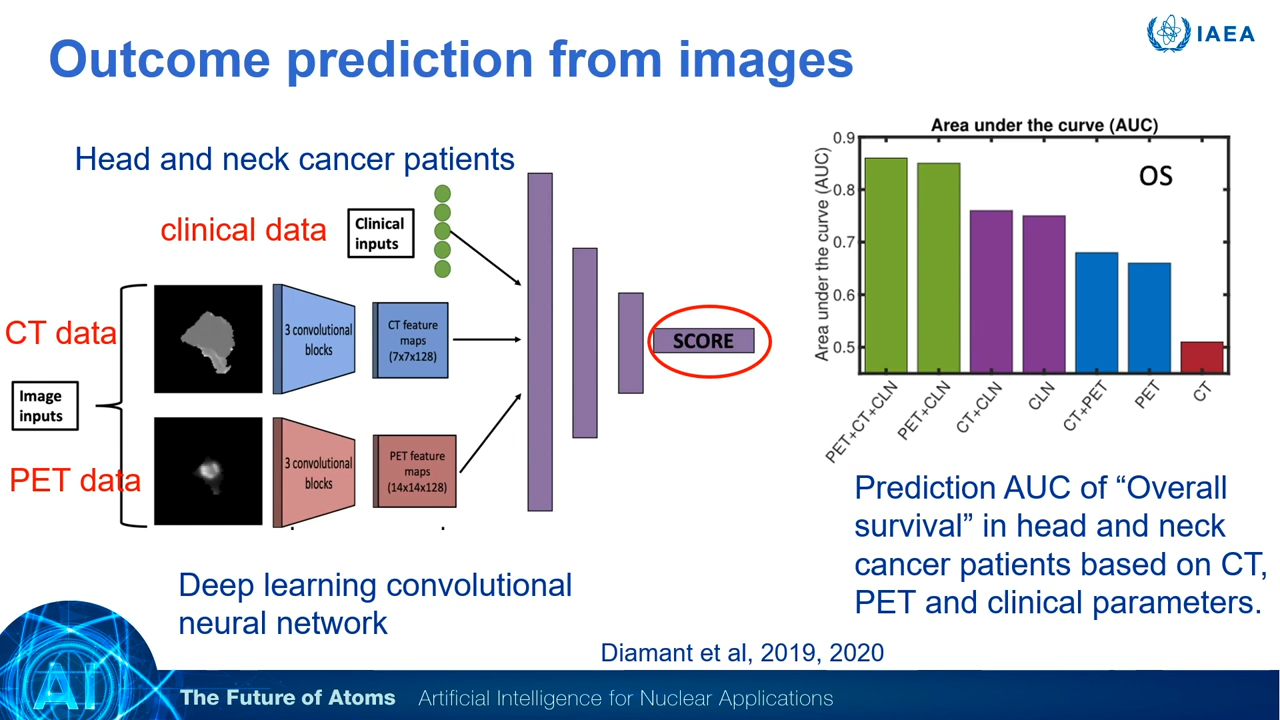 IAEA
Outcome prediction from images
Head and neck cancer patients
clinical data
Clinical
inputs
CT data
3 convolutional
blocks
CT feature
maps
(7x7x128)
SCORE
Image
inputs
PET data
3 convolutional
blocks
PET feature
maps
(14x14x128)
Deep learning convolutional
neural network
Area under the curve (AUC)
Area under the curve (AUC)
0.9
0.8
0.7
0.6
0.5
OS
PET+CT+CLN
PET+CLN
CT+CLN
CLN
CT+PET
PET
CT
Prediction AUC of “Overall
survival” in head and neck
cancer patients based on CT,
PET and clinical parameters.
Diamant et al, 2019, 2020
AI
The Future of Atoms Artificial Intelligence for Nuclear Applications